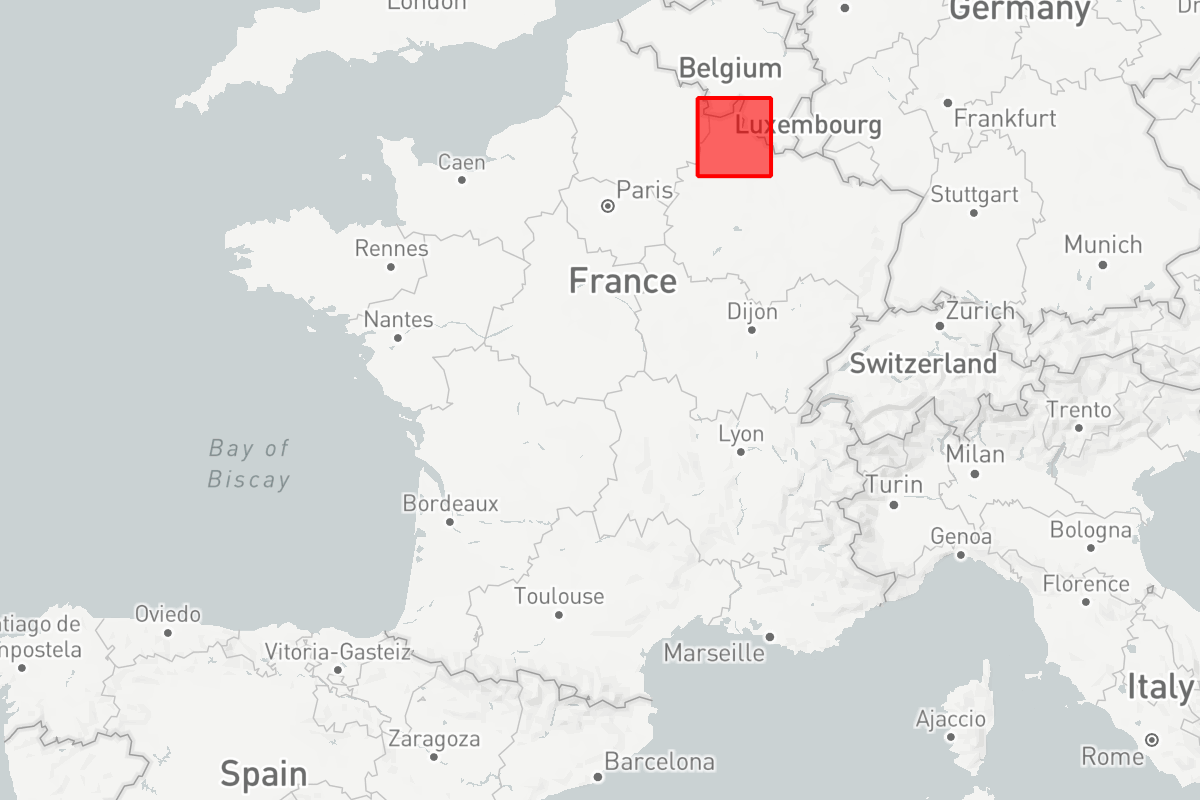 London
Germany
Dr
Belgium
Luxembourg
Frankfurt
Caen
Paris
Stuttgart
Rennes
Munich
France
Nantes
Dijon
Zurich
Switzerland
Trento
Bay of
Biscay
Lyon
Milan
Turin
Bordeaux
Genoa
Bologna
Toulouse
Florence
Oviedo
tiago de
mpostela
Vitoria-Gasteiz
Marseille
Italy
Ajaccio
Zaragoza
Rome
Spain
Barcelona